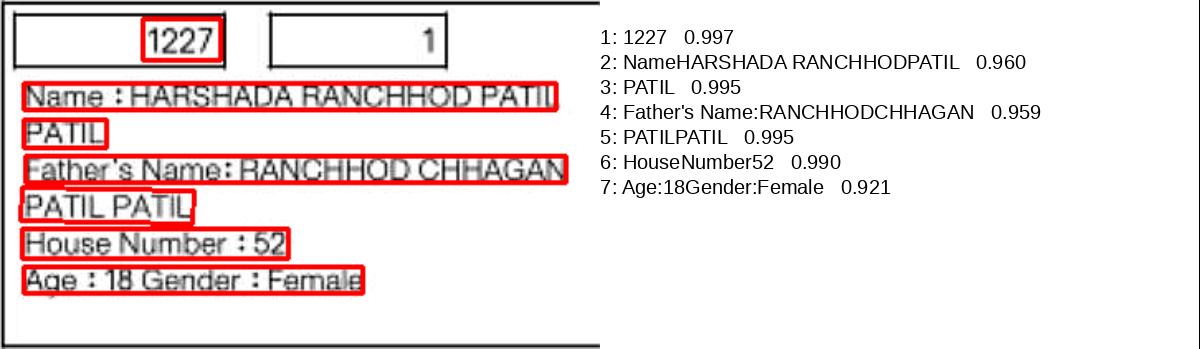 1227 1
Name : HARSHADA RANCHHOD PATIL
PATIL
Father's Name: RANCHHOD CHHAGAN
PATIL PATIL
House Number : 52
Age : 18 Gender : Female
1: 1227 0.997
2: NameHARSHADA RANCHHODPATIL 0.960
3: PATIL 0.995
4: Father's Name:RANCHHODCHHAGAN 0.959
5: PATILPATIL 0.995
6: HouseNumber52 0.990
7: Age:18Gender:Female 0.921